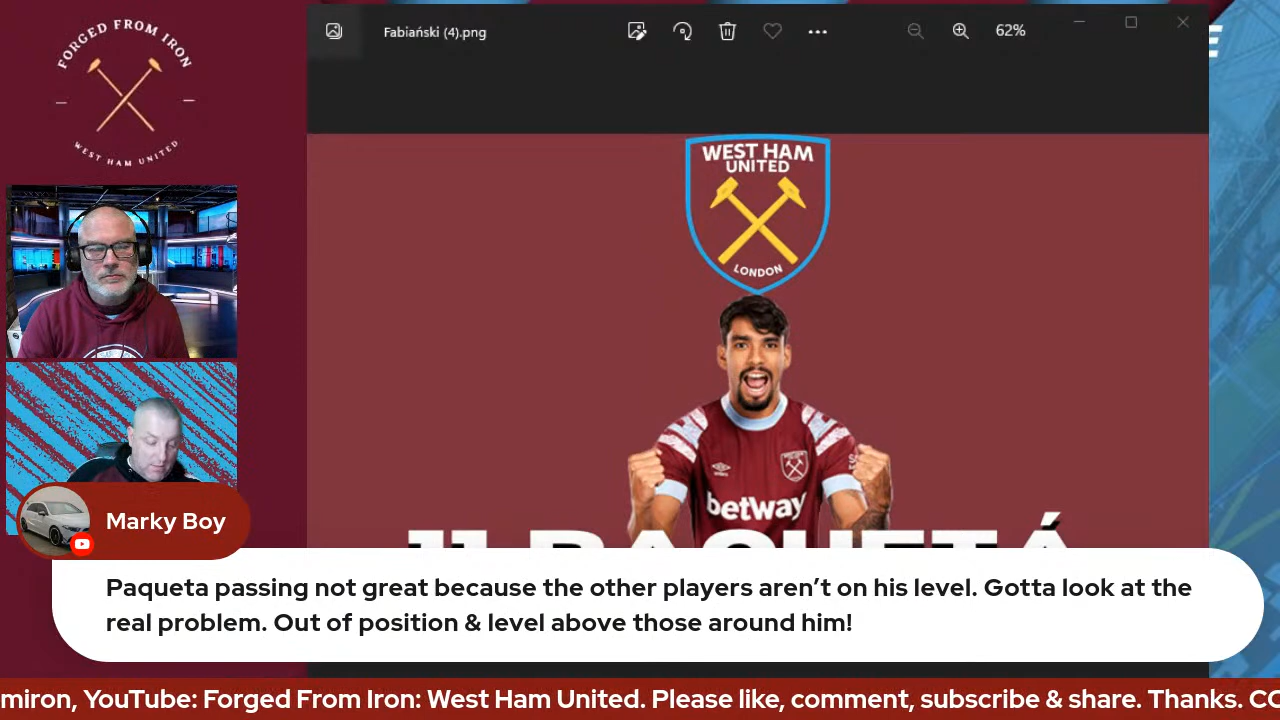 FORGED FROM IRON
WEST HAM UNITED
Fabiański (4).png
62%
E
WEST HAM
UNITED
LONDON
betway
11 PAQUETÁ
Marky Boy
Paqueta passing not great because the other players aren’t on his level. Gotta look at the
real problem. Out of position & level above those around him!
miron, YouTube: Forged From Iron: West Ham United. Please like, comment, subscribe & share. Thanks. CO